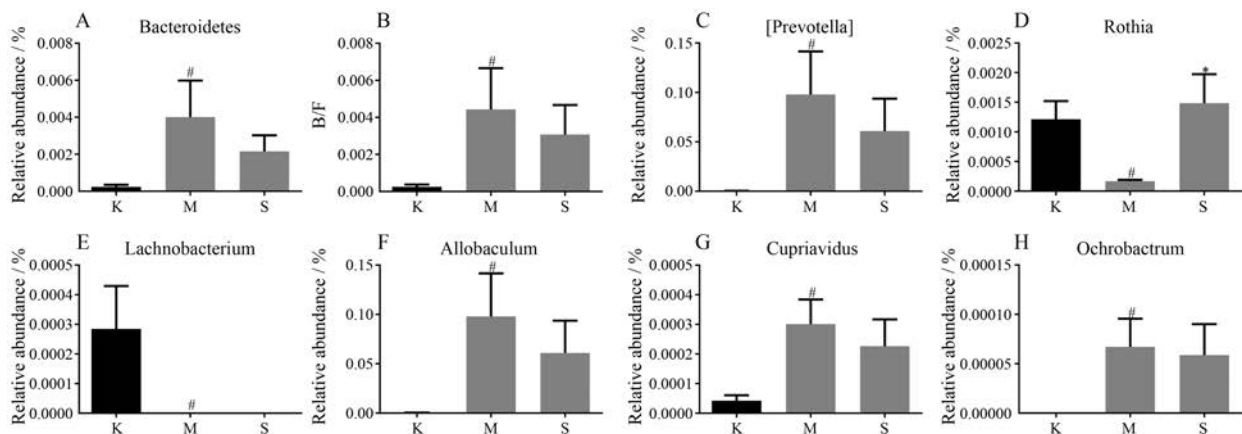 A Bacteroidetes
Relative abundance / %
0.008
0.006
0.004
0.002
0.000
#
K M S
B
B/F
0.008
0.006
0.004
0.002
0.000
#
K M S
C [Prevotella]
Relative abundance / %
0.15
0.10
0.05
0.00
#
K M S
D Rothia
Relative abundance / %
0.0025
0.0020
0.0015
0.0010
0.0005
0.0000
#
*
K M S
E Lachnobacterium
Relative abundance / %
0.0005
0.0004
0.0003
0.0002
0.0001
0.0000
#
K M S
F Allobaculum
Relative abundance / %
0.15
0.10
0.05
0.00
#
K M S
G Cupriavidus
Relative abundance / %
0.0005
0.0004
0.0003
0.0002
0.0001
0.0000
#
K M S
H Ochrobactrum
Relative abundance / %
0.00015
0.00010
0.00005
0.00000
#
K M S